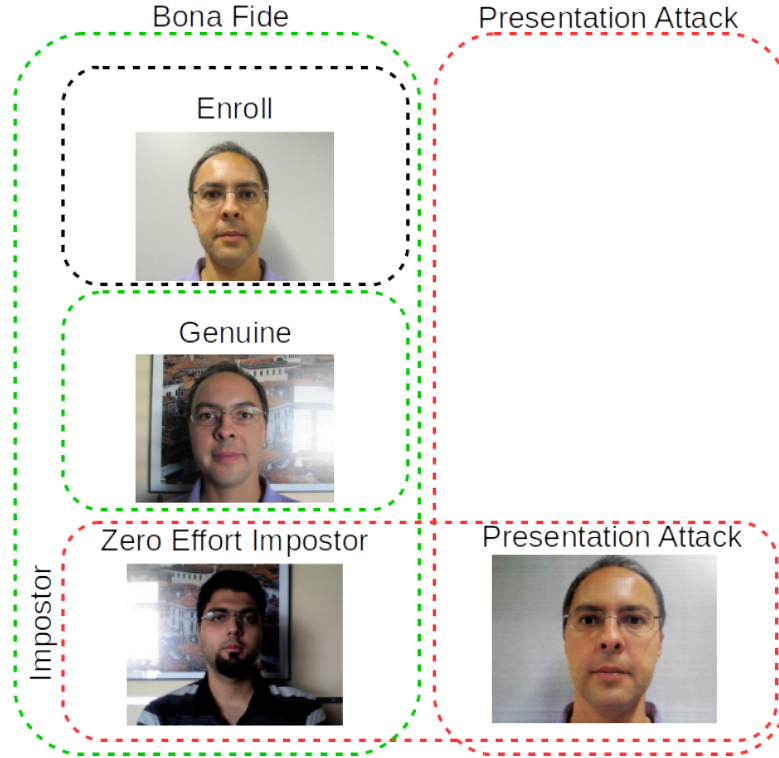 Bona Fide
Presentation Attack
Enroll
Genuine
Zero Effort Impostor
Presentation Attack
Impostor